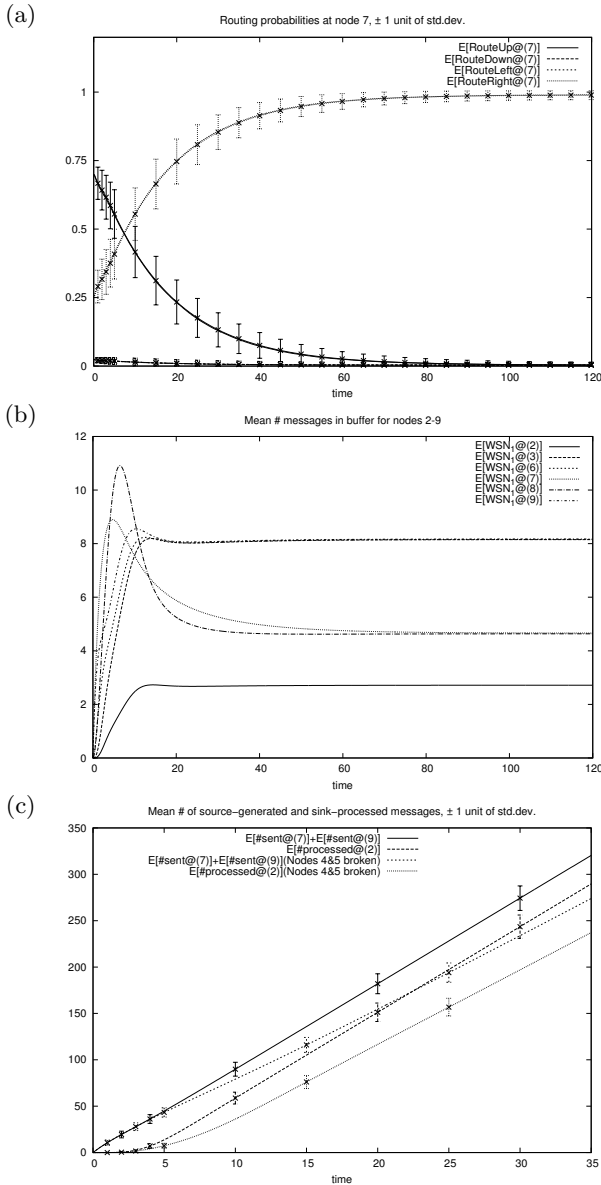 (a)
Routing probabilities at node 7, ± 1 unit of std.dev.
E[RouteUp@(7)]
E[RouteDown@(7)]
E[RouteLeft@(7)]
E[RouteRight@(7)]
1
0.75
0.5
0.25
0
0 20 40 60 80 100 120
time
(b)
Mean # messages in buffer for nodes 2-9
E[WSN1@(2)]
E[WSN1@(3)]
E[WSN1@(6)]
E[WSN1@(7)]
E[WSN1@(8)]
E[WSN1@(9)]
12
10
8
6
4
2
0
0 20 40 60 80 100 120
time
(c)
Mean # of source-generated and sink-processed messages, ± 1 unit of std.dev.
E[#sent@(7)]+E[#sent@(9)]
E[#processed@(2)]
E[#sent@(7)]+E[#sent@(9)](Nodes 4&5 broken)
E[#processed@(2)](Nodes 4&5 broken)
350
300
250
200
150
100
50
0
0 5 10 15 20 25 30 35
time